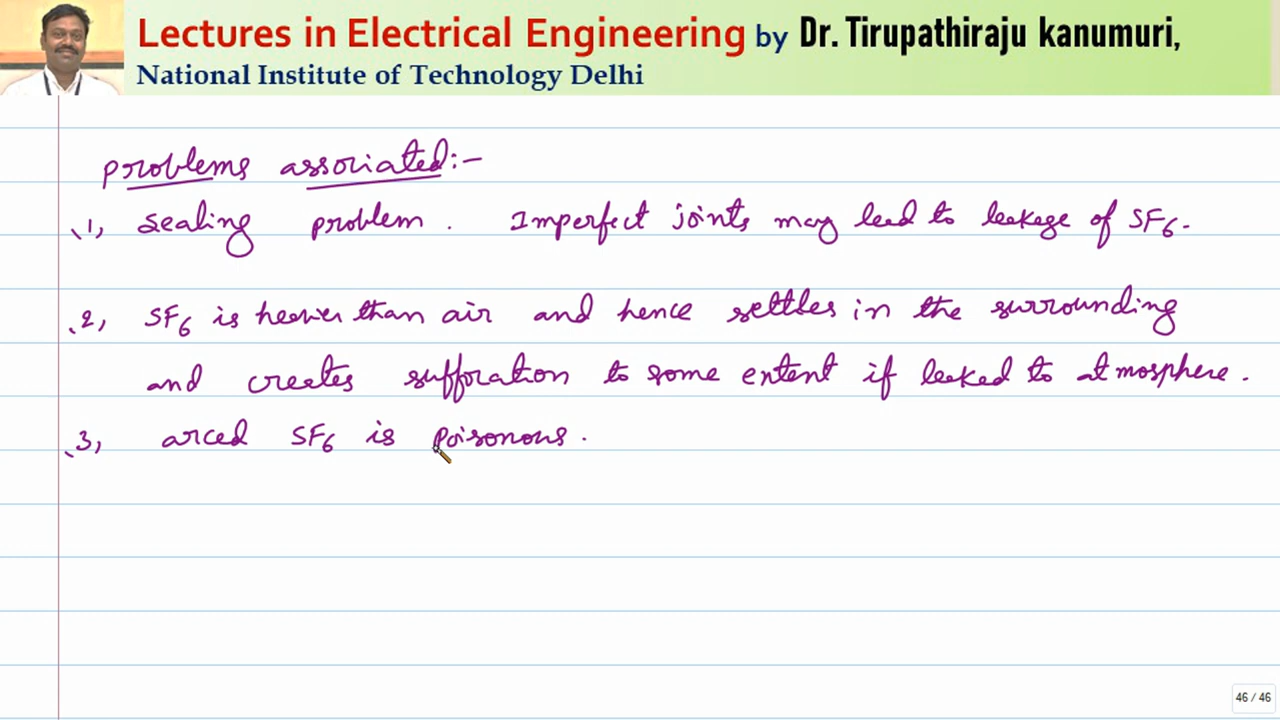 Lectures in Electrical Engineering by Dr. Tirupathiraju kanumuri,
National Institute of Technology Delhi
problems associated:-
1, sealing problem. Imperfect joints may lead to leakage of SF6.
2, SF6 is heavier than air and hence settles in the surrounding
and creates suffocation to some extent if leaked to atmosphere.
3, arced SF6 is poisonous.
46 / 46